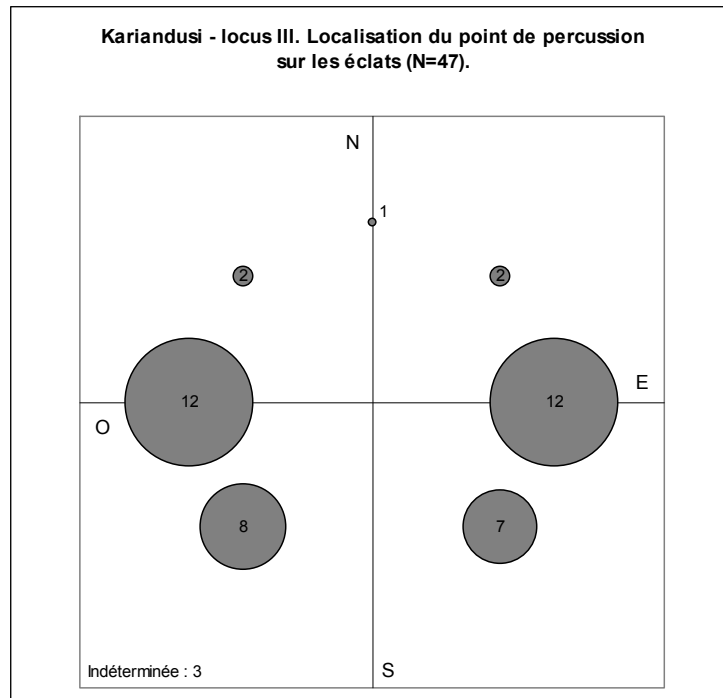 Kariandusi - locus III. Localisation du point de percussion
sur les éclats (N=47).
N
1
2
2
12
12
E
O
8
7
Indéterminée : 3
S